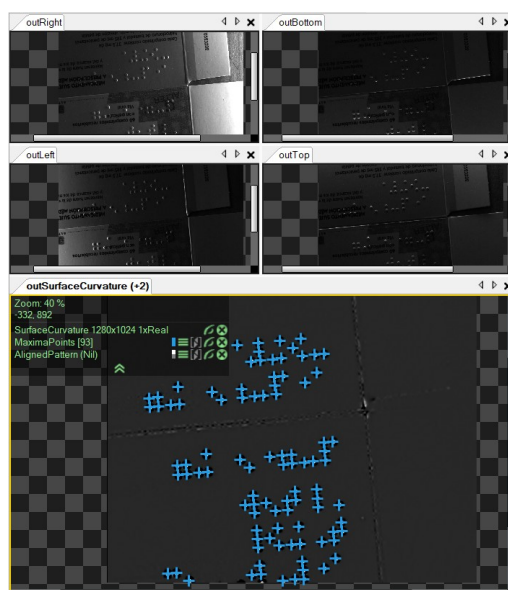 outRight
outBottom
outLeft
outTop
outSurfaceCurvature (+2)
Zoom: 40 %
-332, 892
SurfaceCurvature 1280x1024 1xReal
MaximaPoints [93]
AlignedPattern (Nil)